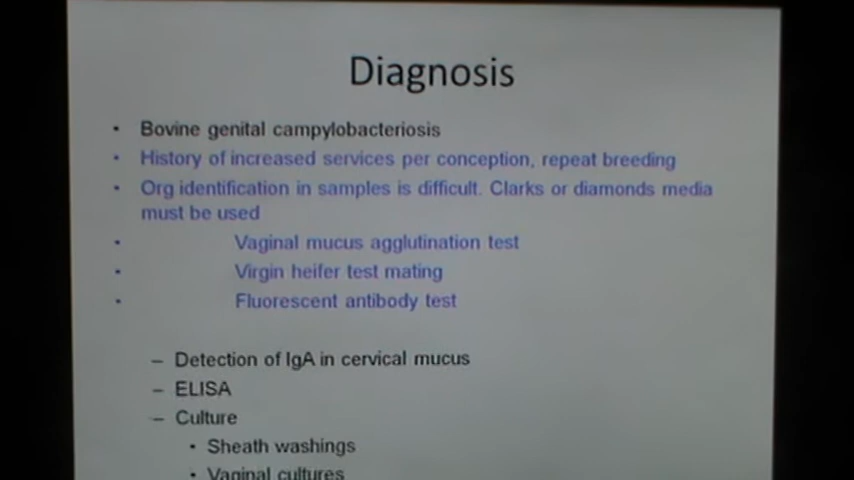 Diagnosis
• Bovine genital campylobacteriosis
• History of increased services per conception, repeat breeding
• Org identification in samples is difficult. Clarks or diamonds media
must be used
• Vaginal mucus agglutination test
• Virgin heifer test mating
• Fluorescent antibody test
– Detection of IgA in cervical mucus
– ELISA
– Culture
• Sheath washings
• Vaginal cultures